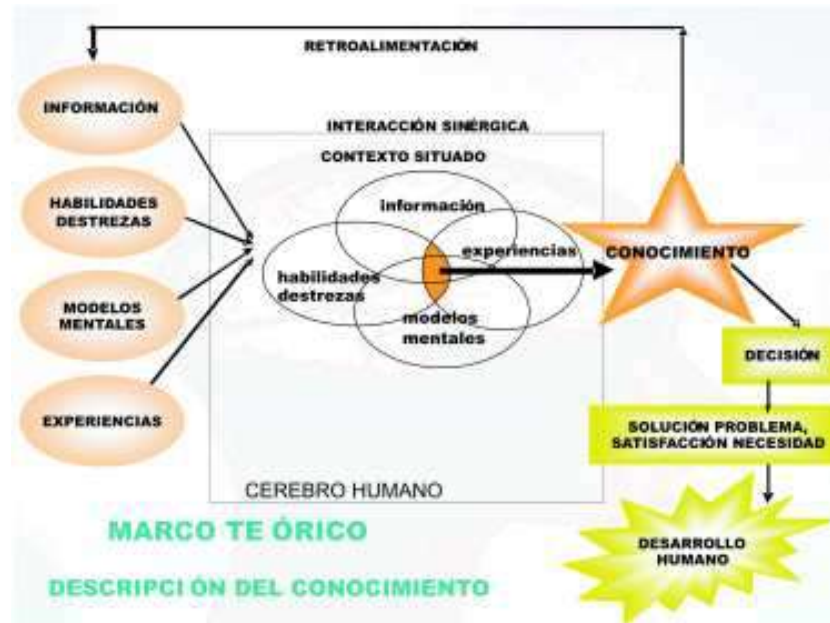 RETROALIMENTACIÓN
INFORMACIÓN
HABILIDADES
DESTREZAS
MODELOS
MENTALES
EXPERIENCIAS
INTERACCIÓN SINÉRGICA
CONTEXTO SITUADO
información
experiencias
habilidades
destrezas
modelos
mentales
CEREBRO HUMANO
CONOCIMIENTO
DECISIÓN
SOLUCIÓN PROBLEMA,
SATISFACCIÓN NECESIDAD
DESARROLLO
HUMANO
MARCO TE ÓRICO
DESCRIPCI ÓN DEL CONOCIMIENTO